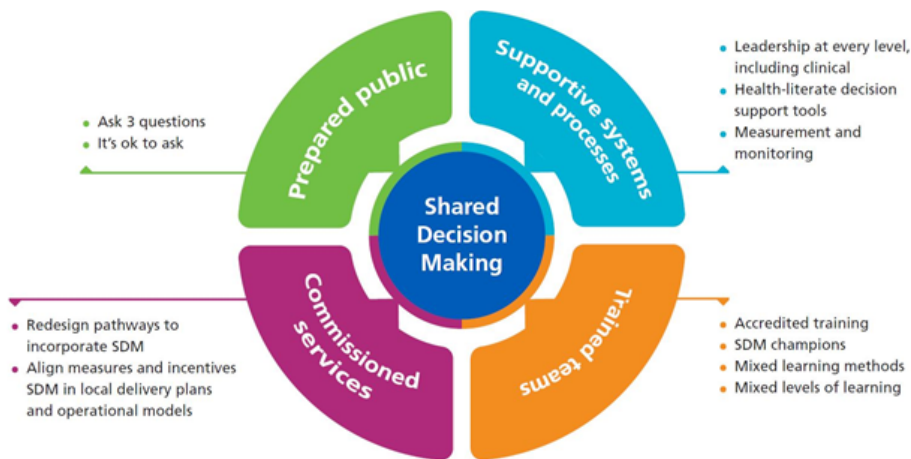 Prepared public
• Ask 3 questions
• It's ok to ask
Supportive systems
and processes
• Leadership at every level,
including clinical
• Health-literate decision
support tools
• Measurement and
monitoring
Shared
Decision
Making
Commissioned
services
• Redesign pathways to
incorporate SDM
• Align measures and incentives
SDM in local delivery plans
and operational models
Trained teams
• Accredited training
• SDM champions
• Mixed learning methods
• Mixed levels of learning